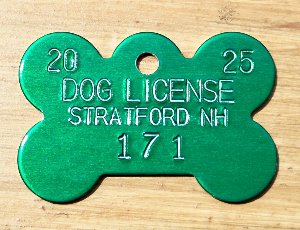 20 25
DOG LICENSE
STRATFORD NH
171